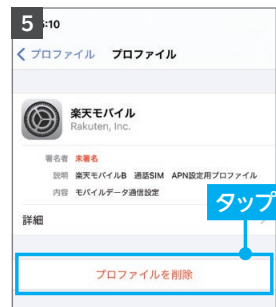 5
:10
プロファイル プロファイル
楽天モバイル
Rakuten, Inc.
署名者 未署名
説明 楽天モバイルB 通話SIM APN設定用プロファイル
内容 モバイルデータ通信設定
タップ
詳細
プロファイルを削除